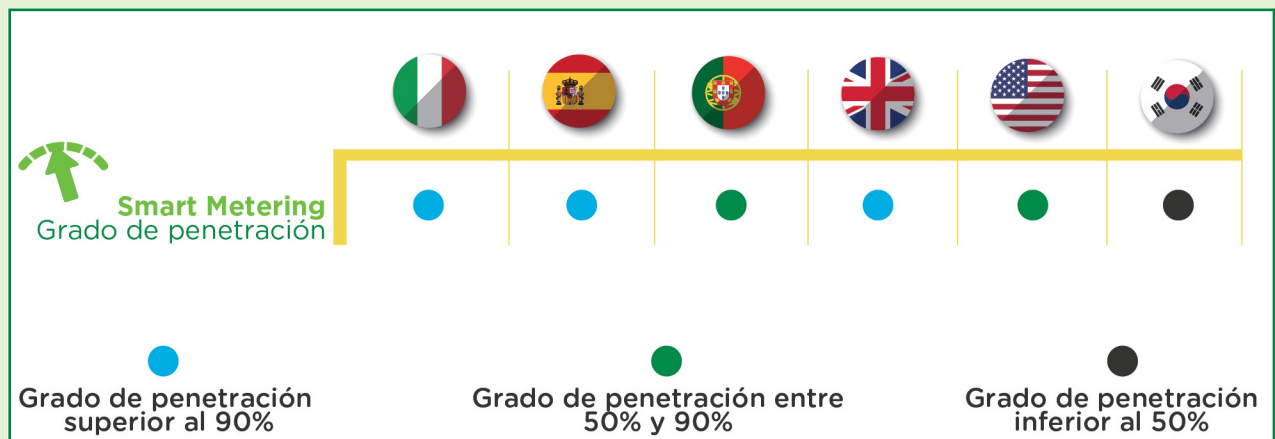 Smart Metering
Grado de penetración
Grado de penetración
superior al 90%
Grado de penetración entre
50% y 90%
Grado de penetración
inferior al 50%